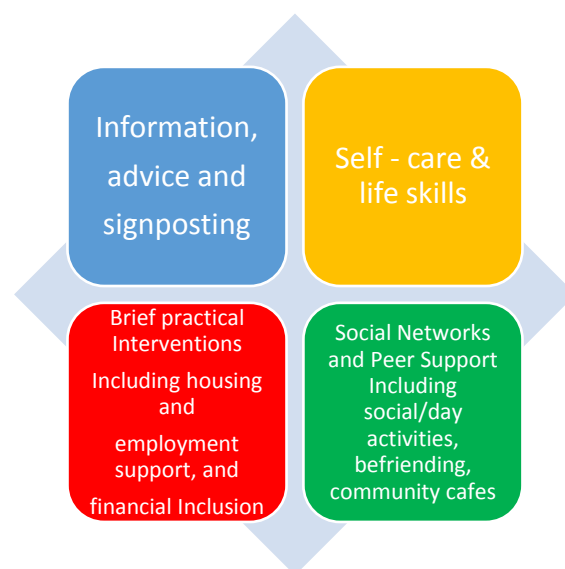 Information,
advice and
signposting
Self - care &
life skills
Brief practical
Interventions
Including housing
and
employment
support, and
financial Inclusion
Social Networks
and Peer Support
Including
social/day
activities,
befriending,
community cafes